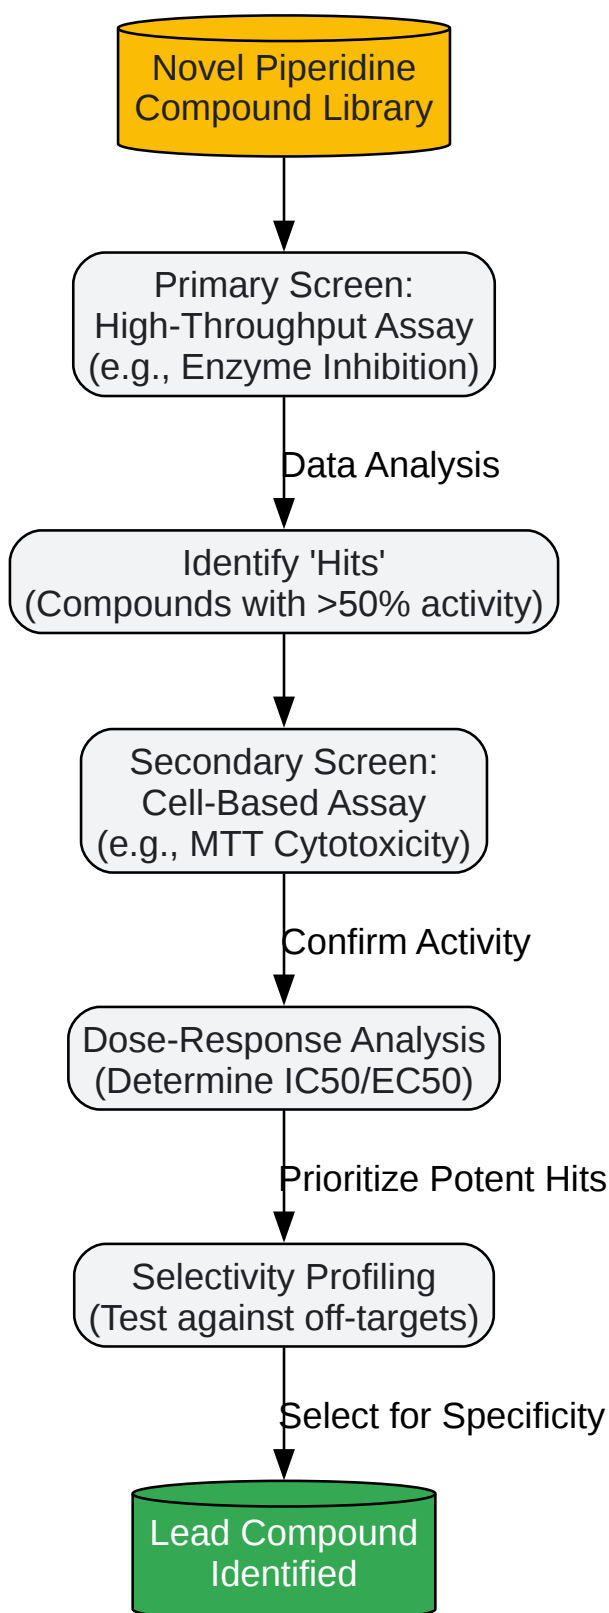 Novel Piperidine
Compound Library
Primary Screen:
High-Throughput Assay
(e.g., Enzyme Inhibition)
Data Analysis
Identify 'Hits'
(Compounds with >50% activity)
Secondary Screen:
Cell-Based Assay
(e.g., MTT Cytotoxicity)
Confirm Activity
Dose-Response Analysis
(Determine IC50/EC50)
Prioritize Potent Hits
Selectivity Profiling
(Test against off-targets)
Select for Specificity
Lead Compound
Identified